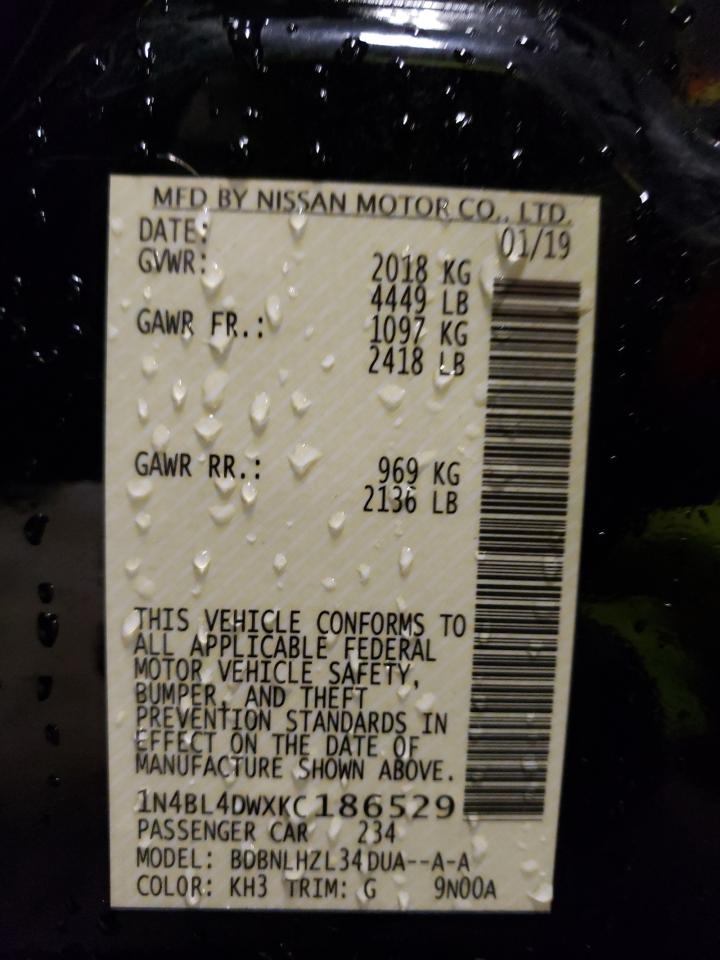 MFD BY NISSAN MOTOR CO., LTD.
DATE: 01/19
GVWR: 2018 KG
4449 LB
GAWR FR.: 1097 KG
2418 LB
GAWR RR.: 969 KG
2136 LB
THIS VEHICLE CONFORMS TO
ALL APPLICABLE FEDERAL
MOTOR VEHICLE SAFETY,
BUMPER, AND THEFT
PREVENTION STANDARDS IN
EFFECT ON THE DATE OF
MANUFACTURE SHOWN ABOVE.
1N4BL4DWXKC186529
PASSENGER CAR 234
MODEL: BDBNLHZL34DUA--A-A
COLOR: KH3 TRIM: G 9N00A